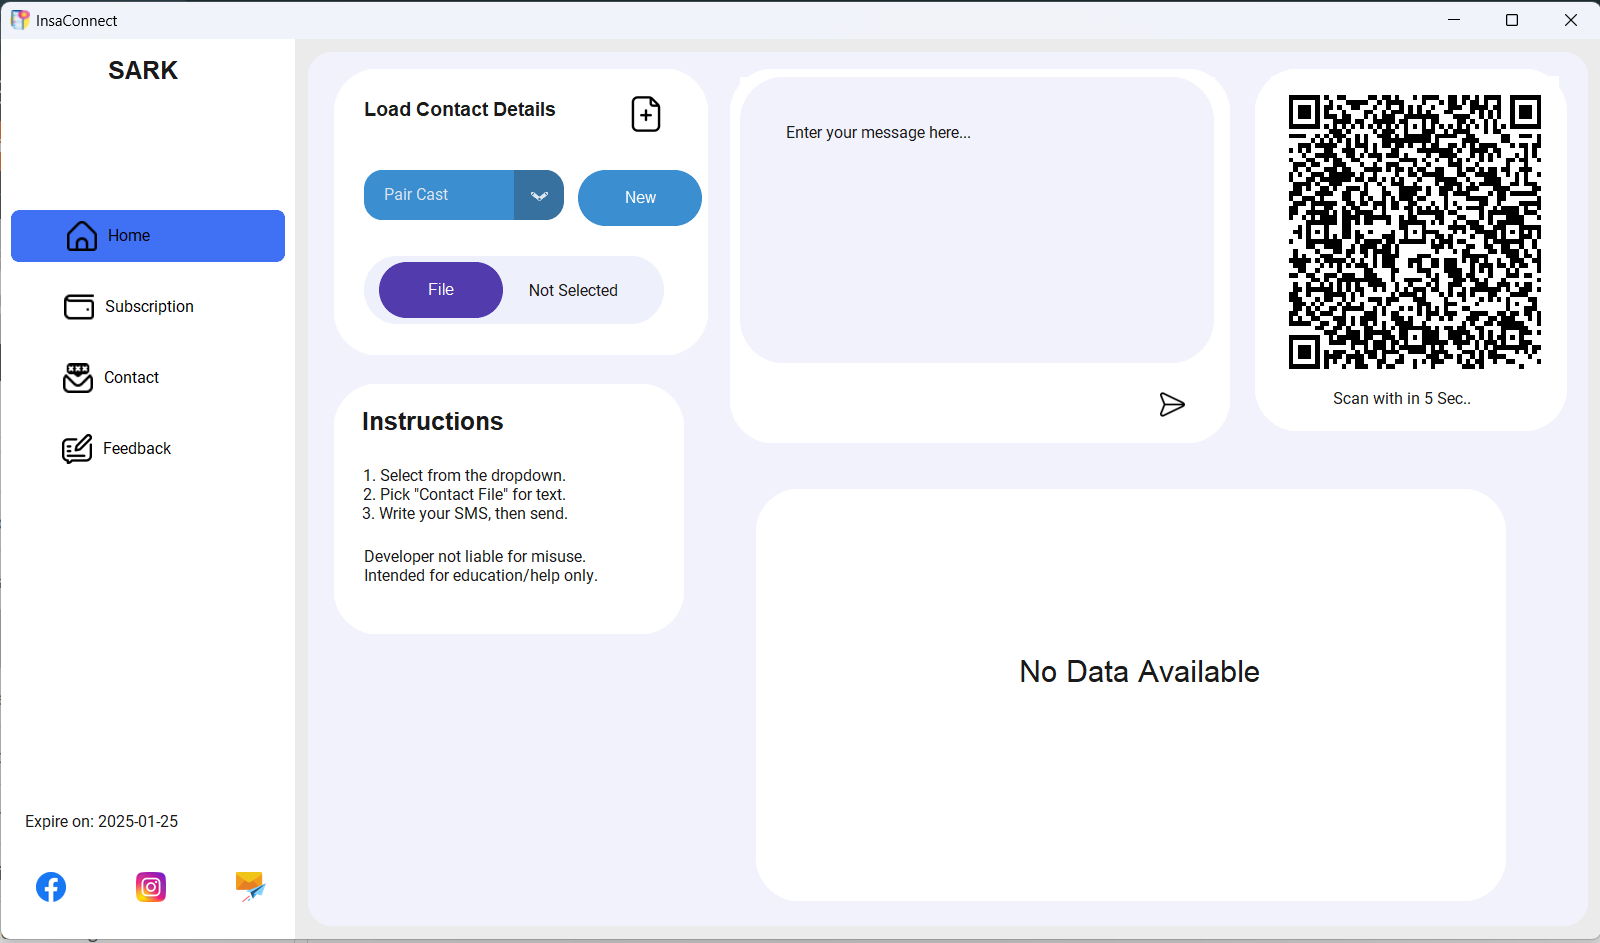 InsaConnect
SARK
Home
Subscription
Contact
Feedback
Expire on: 2025-01-25
Load Contact Details
Pair Cast
New
File
Not Selected
Instructions
1. Select from the dropdown.
2. Pick "Contact File" for text.
3. Write your SMS, then send.
Developer not liable for misuse.
Intended for education/help only.
Enter your message here...
Scan with in 5 Sec..
No Data Available